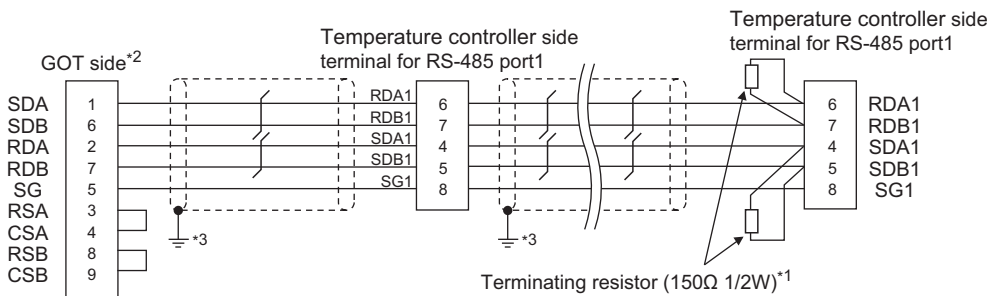 Temperature controller side
terminal for RS-485 port1
Temperature controller side
terminal for RS-485 port1
GOT side*2
SDA 1 RDA1 6 6 RDA1
SDB 6 RDB1 7 7 RDB1
RDA 2 SDA1 4 4 SDA1
RDB 7 SDB1 5 5 SDB1
SG 5 SG1 8 8 SG1
RSA 3
CSA 4
RSB 8
CSB 9
*3
*3
Terminating resistor (150Ω 1/2W)*1